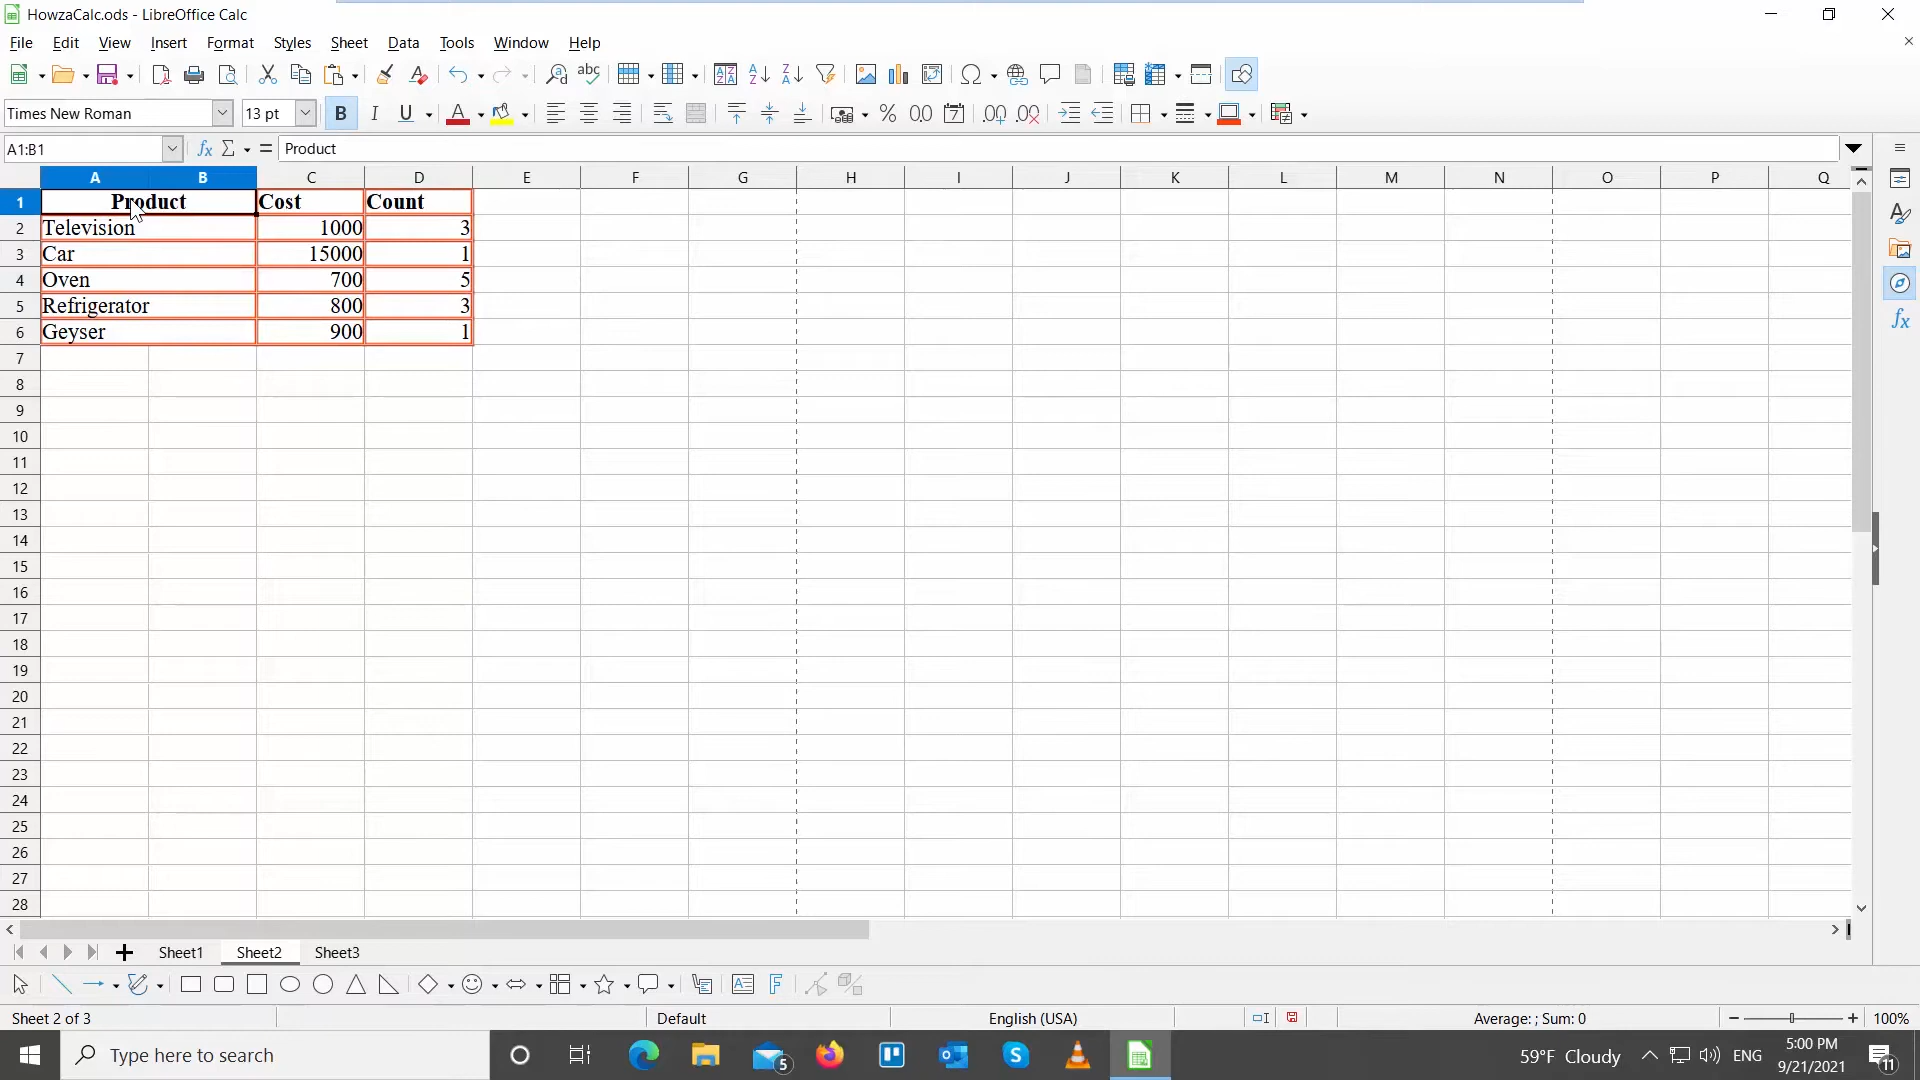 HowzaCalc.ods - LibreOffice Calc
File Edit View Insert Format Styles Sheet Data Tools Window Help
Times New Roman 13 pt
A1:B1 Product
A B C D E F G H I J K L M N O P Q
1 Product Cost Count
2 Television 1000 3
3 Car 15000 1
4 Oven 700 5
5 Refrigerator 800 3
6 Geyser 900 1
7
8
9
10
11
12
13
14
15
16
17
18
19
20
21
22
23
24
25
26
27
28
Sheet1 Sheet2 Sheet3
Sheet 2 of 3 Default English (USA) Average: ; Sum: 0 100%
Type here to search 5 59°F Cloudy ENG 5:00 PM 11
9/21/2021